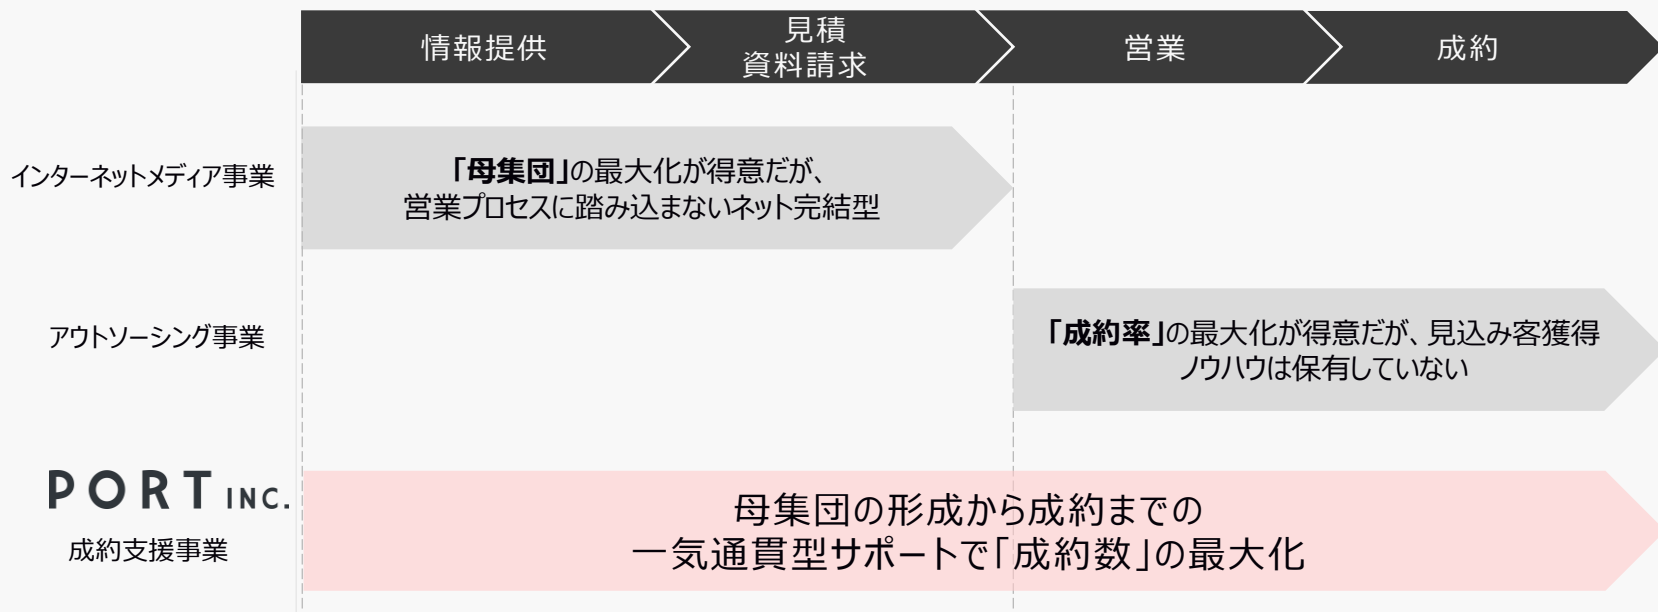 情報提供
見積
資料請求
営業
成約
インターネットメディア事業
「母集団」の最大化が得意だが、
営業プロセスに踏み込まないネット完結型
アウトソーシング事業
「成約率」の最大化が得意だが、見込み客獲得
ノウハウは保有していない
PORT INC.
成約支援事業
母集団の形成から成約までの
一気通貫型サポートで「成約数」の最大化